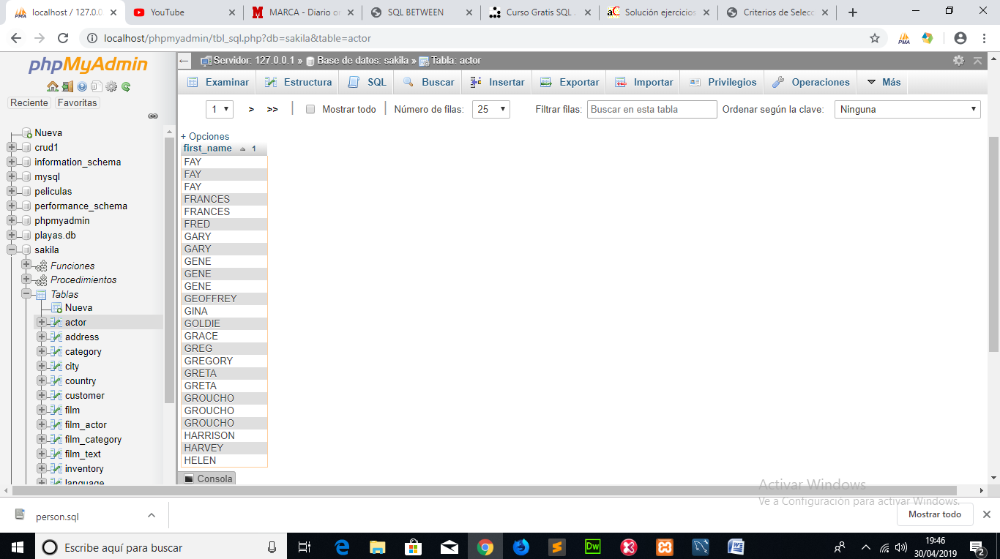 localhost / 127.0.0
YouTube
MARCA - Diario on
SQL BETWEEN
Curso Gratis SQL
Solución ejercicios
Criterios de Selecc
localhost/phpmyadmin/tbl_sql.php?db=sakila&table=actor
PMA
phpMyAdmin
Reciente
Favoritas
Nueva
crud1
information_schema
mysql
peliculas
performance_schema
phpmyadmin
playas.db
sakila
Funciones
Procedimientos
Tablas
Nueva
actor
address
category
city
country
customer
film
film_actor
film_category
film_text
inventory
language
Servidor: 127.0.0.1 » Base de datos: sakila » Tabla: actor
Examinar
Estructura
SQL
Buscar
Insertar
Exportar
Importar
Privilegios
Operaciones
Más
1 > >> | Mostrar todo | Número de filas: 25 Filtrar filas: Buscar en esta tabla Ordenar según la clave: Ninguna
+ Opciones
first_name 1
FAY
FAY
FAY
FRANCES
FRANCES
FRED
GARY
GARY
GENE
GENE
GENE
GEOFFREY
GINA
GOLDIE
GRACE
GREG
GREGORY
GRETA
GRETA
GROUCHO
GROUCHO
GROUCHO
HARRISON
HARVEY
HELEN
Consola
Activar Windows
Ve a Configuración para activar Windows.
person.sql
Mostrar todo
Escribe aquí para buscar
Dw
19:46
30/04/2019
2